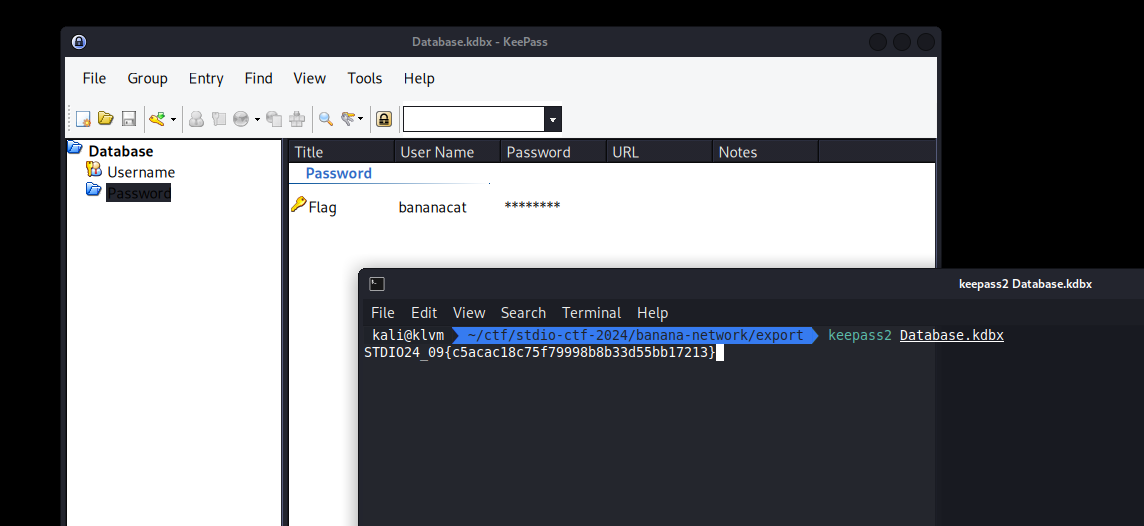 Database.kdbx - KeePass
File Group Entry Find View Tools Help
Database
Username
Password
Title User Name Password URL Notes
Password
Flag bananacat ********
keepass2 Database.kdbx
File Edit View Search Terminal Help
kali@klvm ~/ctf/stdio-ctf-2024/banana-network/export keepass2 Database.kdbx
STDIO24_09{c5acac18c75f79998b8b33d55bb17213}